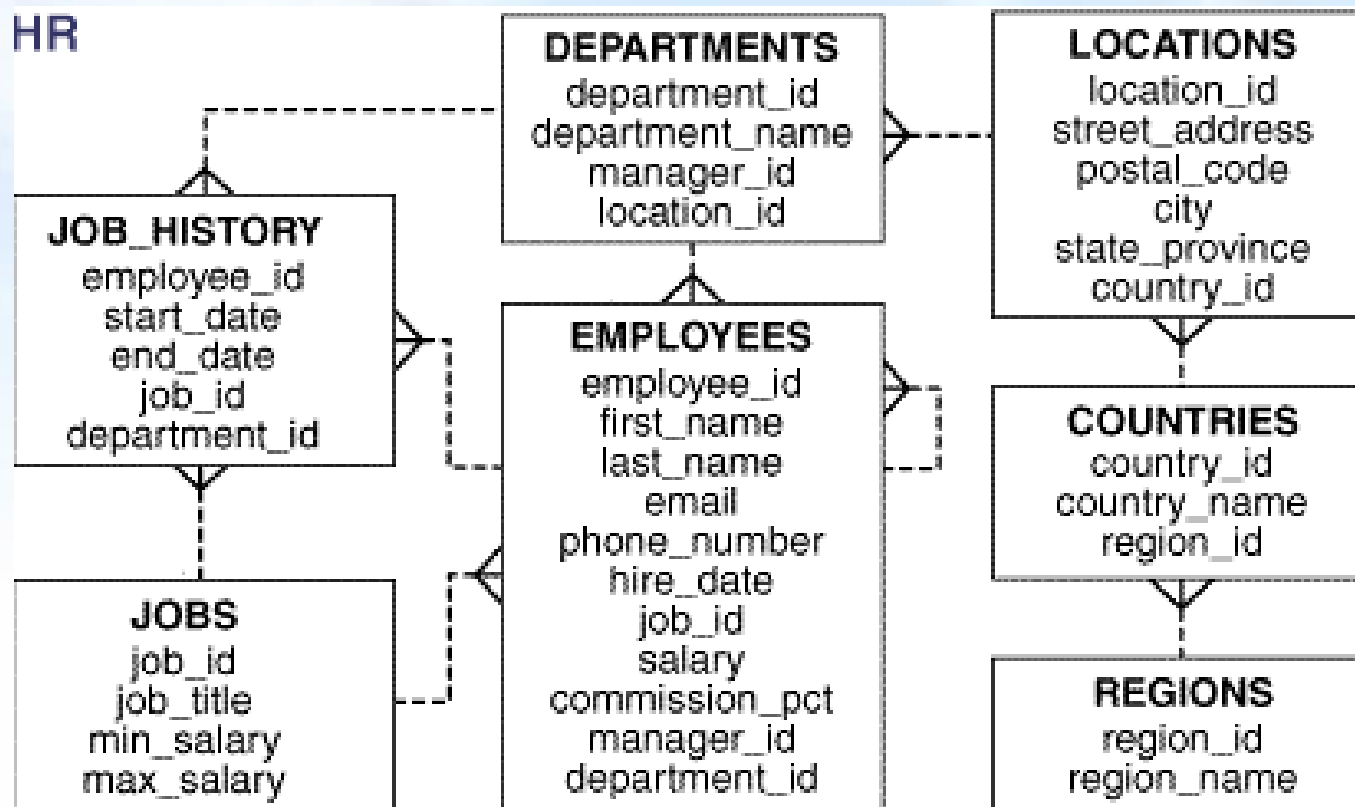 HR
DEPARTMENTS
department_id
department_name
manager_id
location_id
LOCATIONS
location_id
street_address
postal_code
city
state_province
country_id
JOB_HISTORY
employee_id
start_date
end_date
job_id
department_id
EMPLOYEES
employee_id
first_name
last_name
email
phone_number
hire_date
job_id
salary
commission_pct
manager_id
department_id
COUNTRIES
country_id
country_name
region_id
JOBS
job_id
job_title
min_salary
max_salary
REGIONS
region_id
region_name